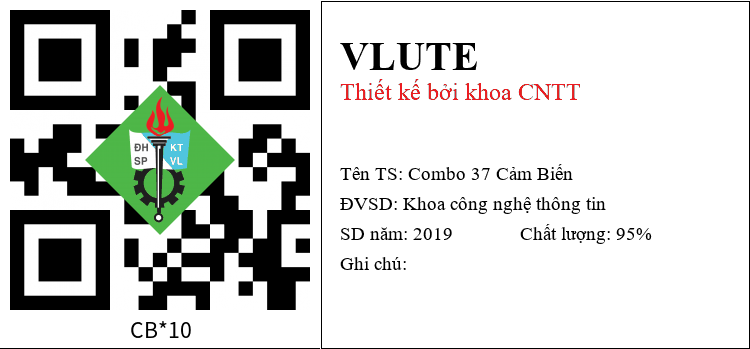 ĐH
KT
SP
VL
CB*10
VLUTE
Thiết kế bởi khoa CNTT
Tên TS: Combo 37 Cảm Biến
ĐVSD: Khoa công nghệ thông tin
SD năm: 2019 Chất lượng: 95%
Ghi chú: